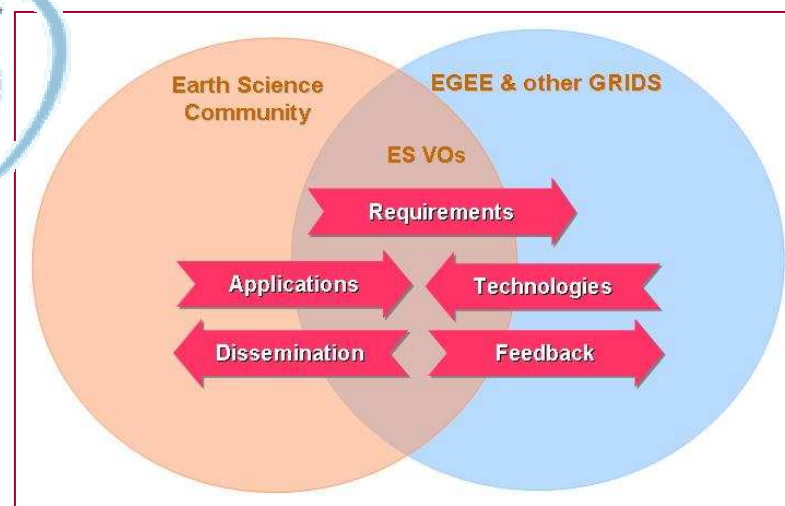 Earth Science
Community
EGEE & other GRIDS
ES VOs
Requirements
Applications
Technologies
Dissemination
Feedback